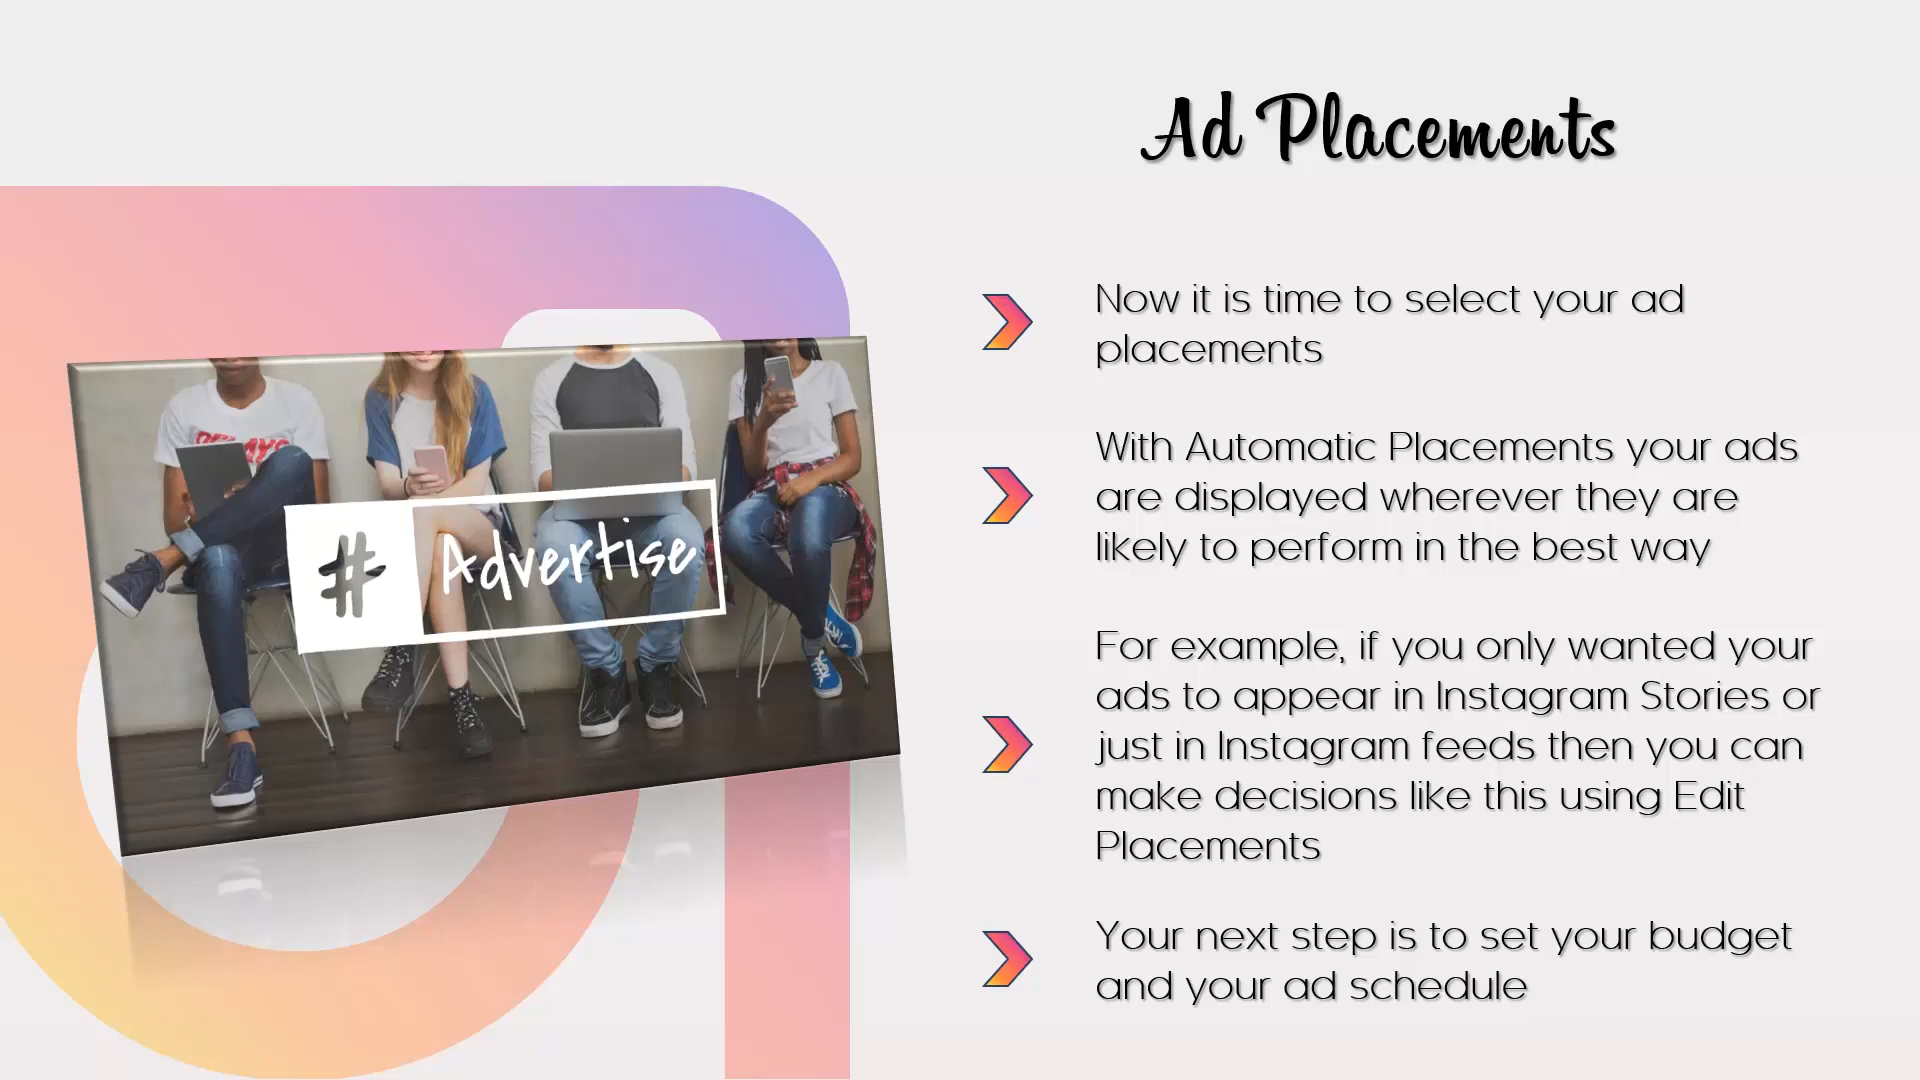 Ad Placements
Now it is time to select your ad
placements
With Automatic Placements your ads
are displayed wherever they are
likely to perform in the best way
For example, if you only wanted your
ads to appear in Instagram Stories or
just in Instagram feeds then you can
make decisions like this using Edit
Placements
Your next step is to set your budget
and your ad schedule
# Advertise